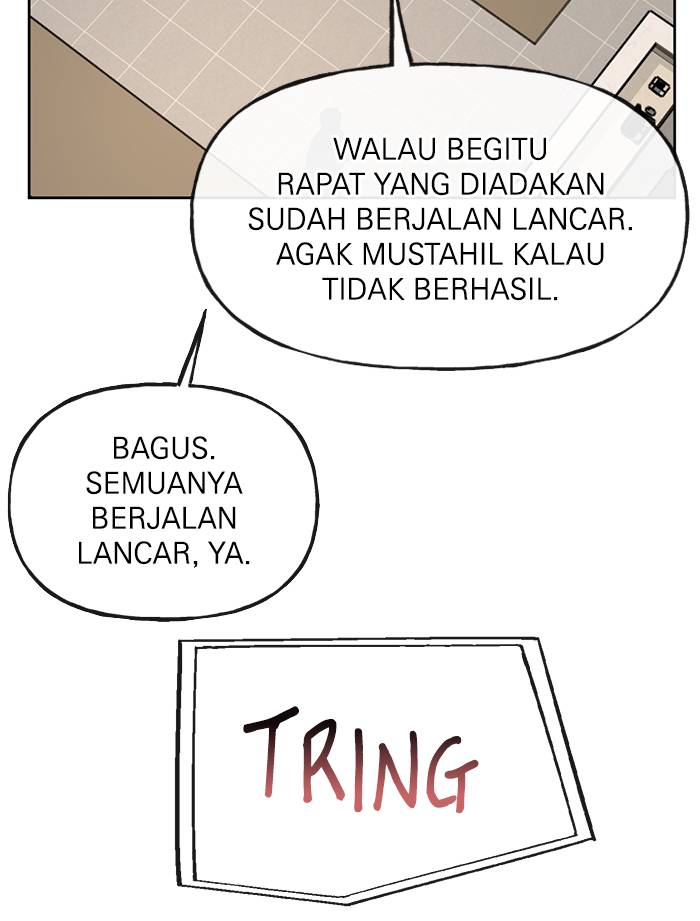 WALAU BEGITU
RAPAT YANG DIADAKAN
SUDAH BERJALAN LANCAR.
AGAK MUSTAHIL KALAU
TIDAK BERHASIL.
BAGUS.
SEMUANYA
BERJALAN
LANCAR, YA.
TRING